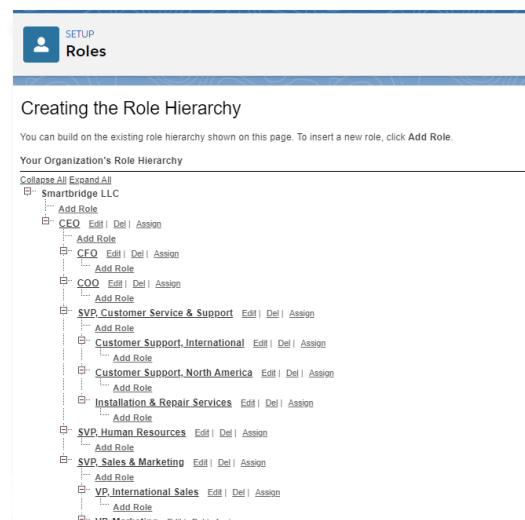 SETUP
Roles
Creating the Role Hierarchy
You can build on the existing role hierarchy shown on this page. To insert a new role, click Add Role.
Your Organization's Role Hierarchy
Collapse All Expand All
Smartbridge LLC
Add Role
CEO Edit | Del | Assign
Add Role
CFO Edit | Del | Assign
Add Role
COO Edit | Del | Assign
Add Role
SVP, Customer Service & Support Edit | Del | Assign
Add Role
Customer Support, International Edit | Del | Assign
Add Role
Customer Support, North America Edit | Del | Assign
Add Role
Installation & Repair Services Edit | Del | Assign
Add Role
SVP, Human Resources Edit | Del | Assign
Add Role
SVP, Sales & Marketing Edit | Del | Assign
Add Role
VP, International Sales Edit | Del | Assign
Add Role
VP, Marketing Edit | Del | Assign